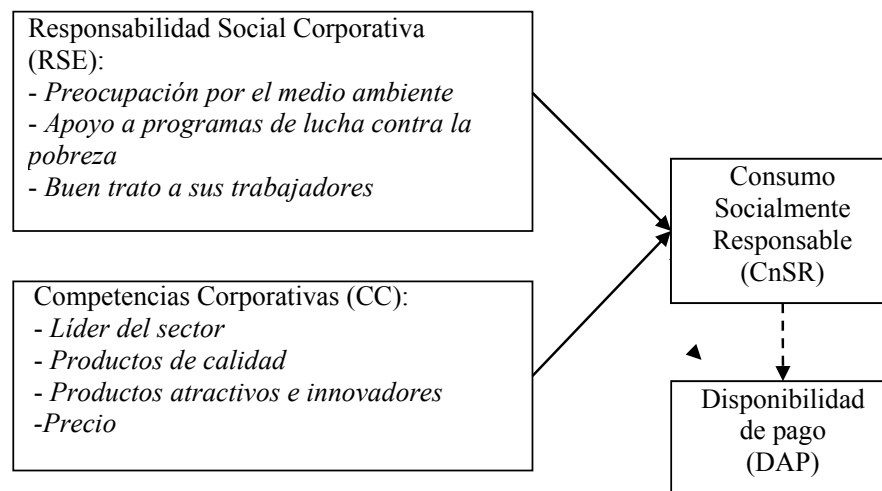 Responsabilidad Social Corporativa
(RSE):
- Preocupación por el medio ambiente
- Apoyo a programas de lucha contra la
pobreza
- Buen trato a sus trabajadores
Consumo
Socialmente
Responsable
(CnSR)
Competencias Corporativas (CC):
- Líder del sector
- Productos de calidad
- Productos atractivos e innovadores
-Precio
Disponibilidad
de pago
(DAP)